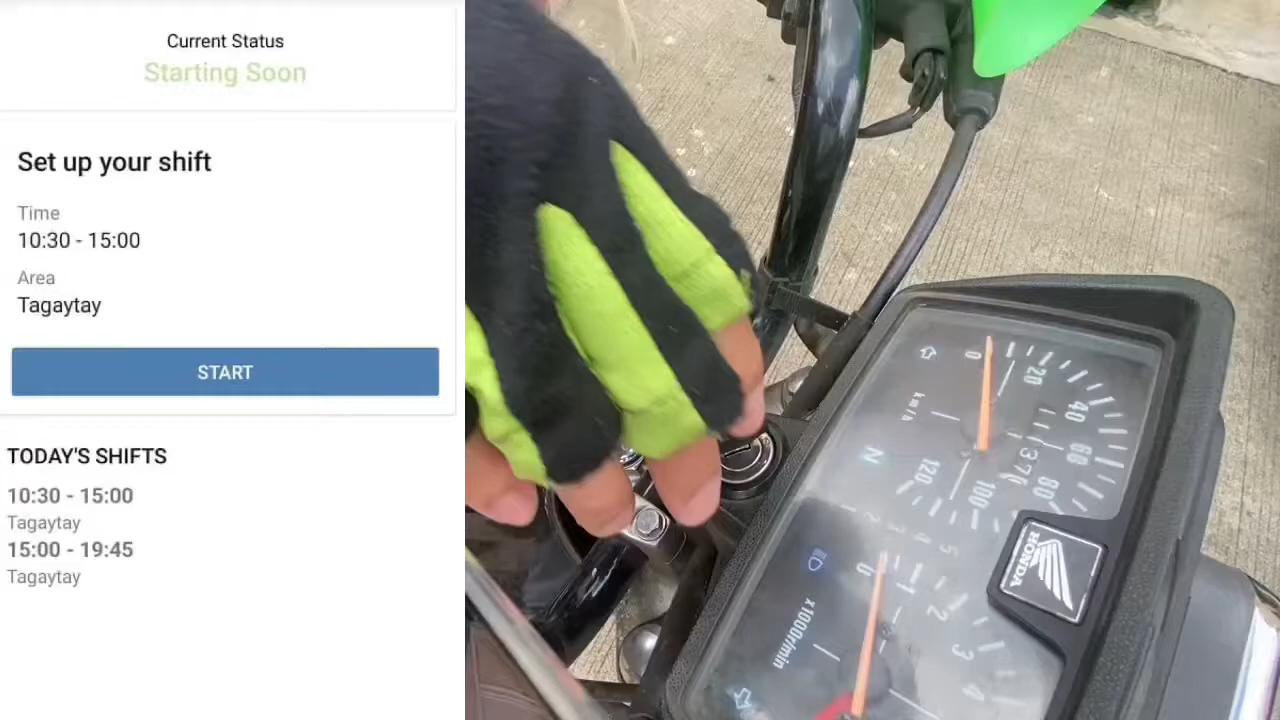 Current Status
Starting Soon
Set up your shift
Time
10:30 - 15:00
Area
Tagaytay
START
TODAY'S SHIFTS
10:30 - 15:00
Tagaytay
15:00 - 19:45
Tagaytay
0
20
40
60
80
100
120
km/h
N
HONDA
0
1
2
3
4
x1000r/min